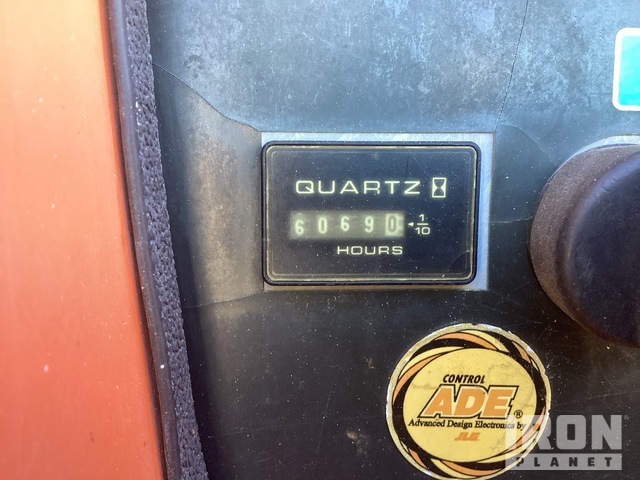 QUARTZ
60690 1/10
HOURS
CONTROL
ADE®
Advanced Design Electronics by
JLG
IRON
PLANET